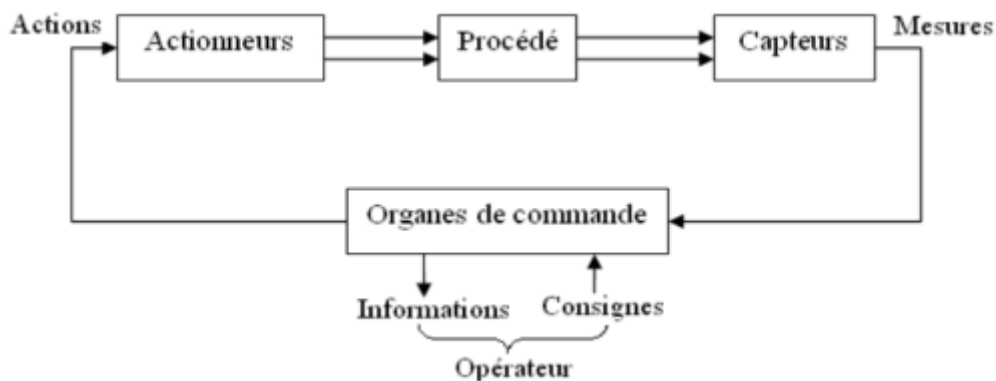 Actions
Actionneurs
Procédé
Capteurs
Mesures
Organes de commande
Informations
Consignes
Opérateur